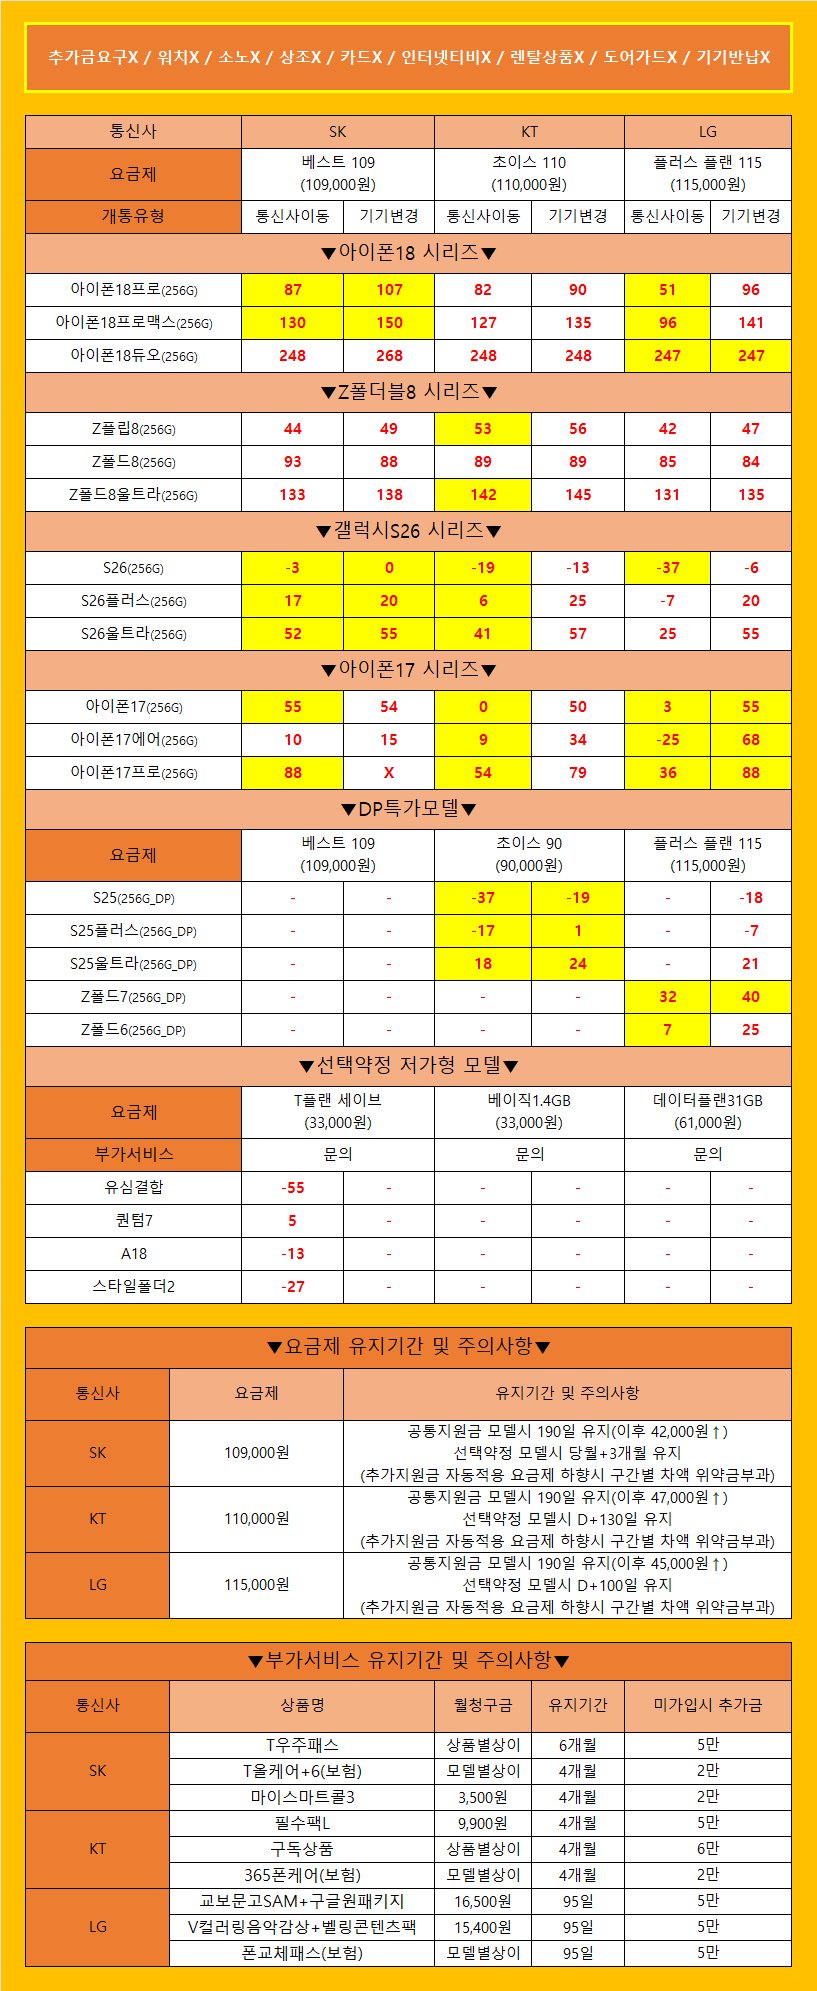 추가금요구X / 워치X / 소노X / 상조X / 카드X / 인터넷티비X / 렌탈상품X / 도어가드X / 기기반납X
통신사 SK KT LG
요금제 베스트 109 (109,000원) 초이스 110 (110,000원) 플러스 플랜 115 (115,000원)
개통유형 통신사이동 기기변경 통신사이동 기기변경 통신사이동 기기변경
▼아이폰18 시리즈▼
아이폰18프로(256G) 87 107 82 90 51 96
아이폰18프로맥스(256G) 130 150 127 135 96 141
아이폰18듀오(256G) 248 268 248 248 247 247
▼Z폴더블8 시리즈▼
Z플립8(256G) 44 49 53 56 42 47
Z폴드8(256G) 93 88 89 89 85 84
Z폴드8울트라(256G) 133 138 142 145 131 135
▼갤럭시S26 시리즈▼
S26(256G) -3 0 -19 -13 -37 -6
S26플러스(256G) 17 20 6 25 -7 20
S26울트라(256G) 52 55 41 57 25 55
▼아이폰17 시리즈▼
아이폰17(256G) 55 54 0 50 3 55
아이폰17에어(256G) 10 15 9 34 -25 68
아이폰17프로(256G) 88 X 54 79 36 88
▼DP특가모델▼
요금제 베스트 109 (109,000원) 초이스 90 (90,000원) 플러스 플랜 115 (115,000원)
S25(256G_DP) - - -37 -19 - -18
S25플러스(256G_DP) - - -17 1 - -7
S25울트라(256G_DP) - - 18 24 - 21
Z폴드7(256G_DP) - - - - 32 40
Z폴드6(256G_DP) - - - - 7 25
▼선택약정 저가형 모델▼
요금제 T플랜 세이브 (33,000원) 베이직1.4GB (33,000원) 데이터플랜31GB (61,000원)
부가서비스 문의 문의 문의
유심결합 -55 - - - - -
퀀텀7 5 - - - - -
A18 -13 - - - - -
스타일폴더2 -27 - - - - -
▼요금제 유지기간 및 주의사항▼
통신사 요금제 유지기간 및 주의사항
SK 109,000원
공통지원금 모델시 190일 유지(이후 42,000원↑)
선택약정 모델시 당월+3개월 유지
(추가지원금 자동적용 요금제 하향시 구간별 차액 위약금부과)
KT 110,000원
공통지원금 모델시 190일 유지(이후 47,000원↑)
선택약정 모델시 D+130일 유지
(추가지원금 자동적용 요금제 하향시 구간별 차액 위약금부과)
LG 115,000원
공통지원금 모델시 190일 유지(이후 45,000원↑)
선택약정 모델시 D+100일 유지
(추가지원금 자동적용 요금제 하향시 구간별 차액 위약금부과)
▼부가서비스 유지기간 및 주의사항▼
통신사 상품명 월청구금 유지기간 미가입시 추가금
SK
T우주패스 상품별상이 6개월 5만
T올케어+6(보험) 모델별상이 4개월 2만
마이스마트콜3 3,500원 4개월 2만
KT
필수팩L 9,900원 4개월 5만
구독상품 상품별상이 4개월 6만
365폰케어(보험) 모델별상이 4개월 2만
LG
교보문고SAM+구글원패키지 16,500원 95일 5만
V컬러링음악감상+벨링콘텐츠팩 15,400원 95일 5만
폰교체패스(보험) 모델별상이 95일 5만